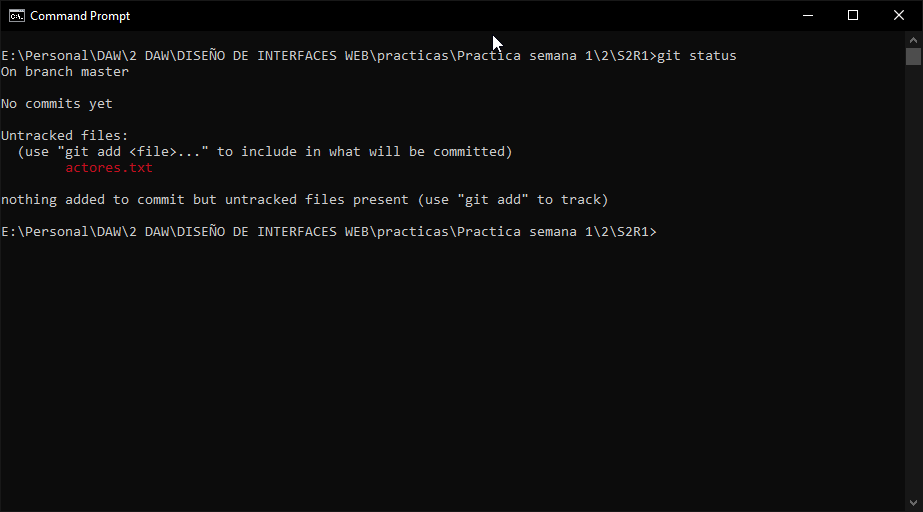 Command Prompt
E:\Personal\DAW\2 DAW\DISEÑO DE INTERFACES WEB\practicas\Practica semana 1\2\S2R1>git status
On branch master
No commits yet
Untracked files:
  (use "git add <file>..." to include in what will be committed)
        actores.txt
nothing added to commit but untracked files present (use "git add" to track)
E:\Personal\DAW\2 DAW\DISEÑO DE INTERFACES WEB\practicas\Practica semana 1\2\S2R1>